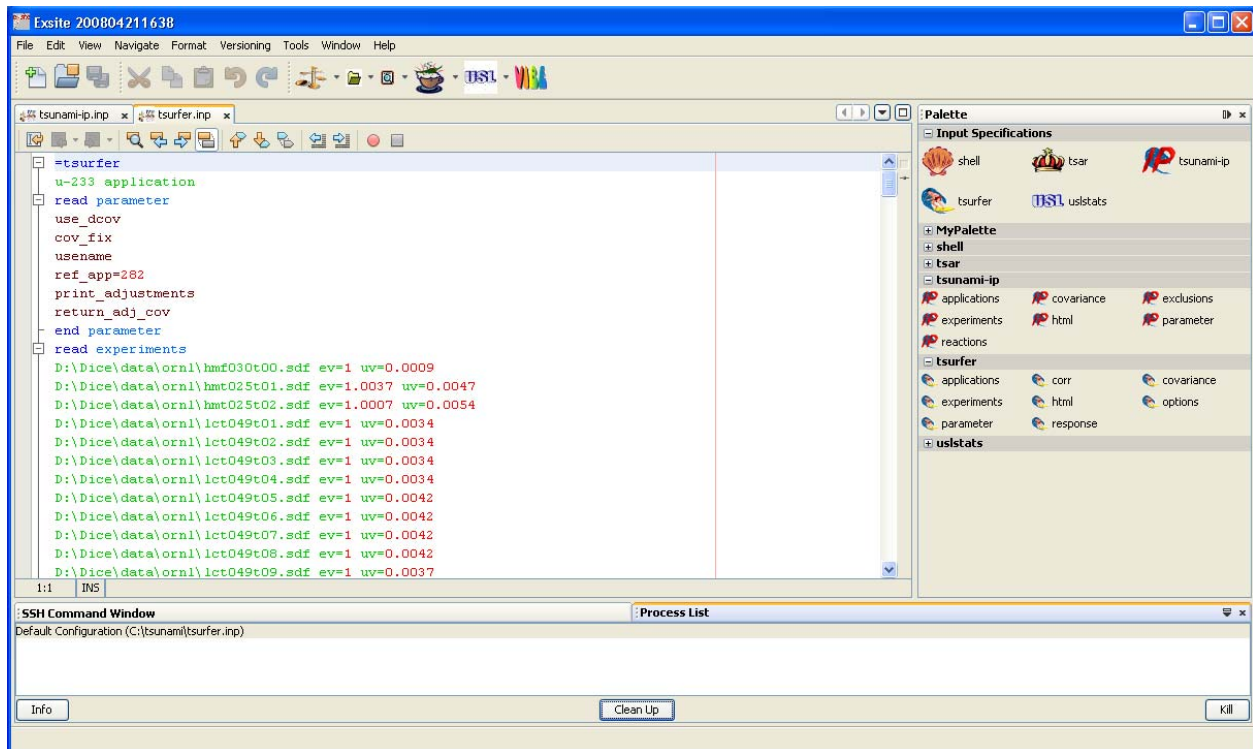 Exsite 200804211638
File Edit View Navigate Format Versioning Tools Window Help
USL
tsunami-ip.inp x tsurfer.inp x
=tsurfer
u-233 application
read parameter
use_dcov
cov_fix
usename
ref_app=282
print_adjustments
return_adj_cov
end parameter
read experiments
D:\Dice\data\ornl\hmf030t00.sdf ev=1 uv=0.0009
D:\Dice\data\ornl\hmt025t01.sdf ev=1.0037 uv=0.0047
D:\Dice\data\ornl\hmt025t02.sdf ev=1.0007 uv=0.0054
D:\Dice\data\ornl\lct049t01.sdf ev=1 uv=0.0034
D:\Dice\data\ornl\lct049t02.sdf ev=1 uv=0.0034
D:\Dice\data\ornl\lct049t03.sdf ev=1 uv=0.0034
D:\Dice\data\ornl\lct049t04.sdf ev=1 uv=0.0034
D:\Dice\data\ornl\lct049t05.sdf ev=1 uv=0.0042
D:\Dice\data\ornl\lct049t06.sdf ev=1 uv=0.0042
D:\Dice\data\ornl\lct049t07.sdf ev=1 uv=0.0042
D:\Dice\data\ornl\lct049t08.sdf ev=1 uv=0.0042
D:\Dice\data\ornl\lct049t09.sdf ev=1 uv=0.0037
1:1 INS
Palette
Input Specifications
shell tsar tsunami-ip
tsurfer USL uslstats
MyPalette
shell
tsar
tsunami-ip
applications covariance exclusions
experiments html parameter
reactions
tsurfer
applications corr covariance
experiments html options
parameter response
uslstats
SSH Command Window
Process List
Default Configuration (C:\tsunami\tsurfer.inp)
Info Clean Up Kill